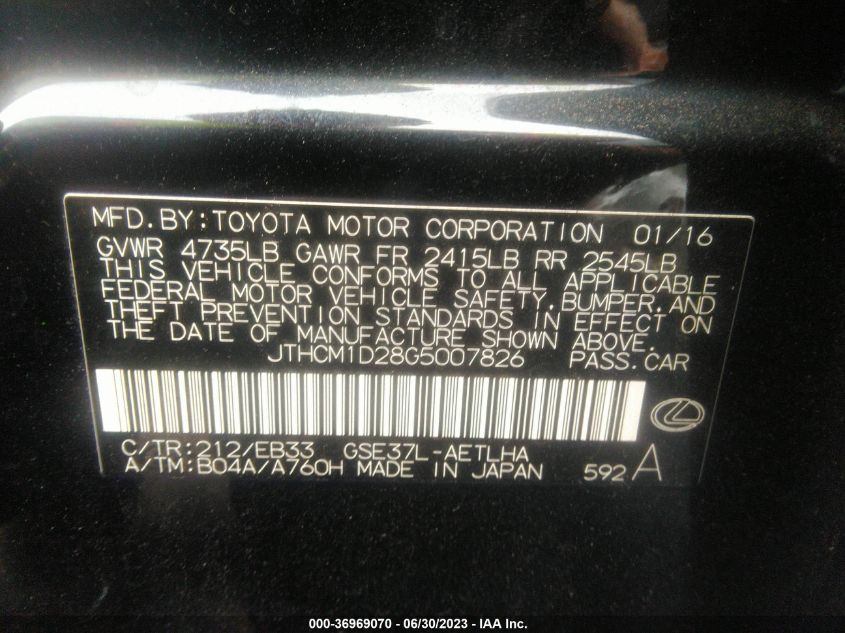 MFD.BY:TOYOTA MOTOR CORPORATION 01/16
GVWR 4735LB GAWR FR 2415LB RR 2545LB
THIS VEHICLE CONFORMS TO ALL APPLICABLE
FEDERAL MOTOR VEHICLE SAFETY,BUMPER,AND
THEFT PREVENTION STANDARDS IN EFFECT ON
THE DATE OF MANUFACTURE SHOWN ABOVE.
JTHCM1D28G5007826 PASS.CAR
C/TR:212/EB33 GSE37L-AETLHA
A/TM:B04A/A760H MADE IN JAPAN 592 A
000-36969070 - 06/30/2023 - IAA Inc.